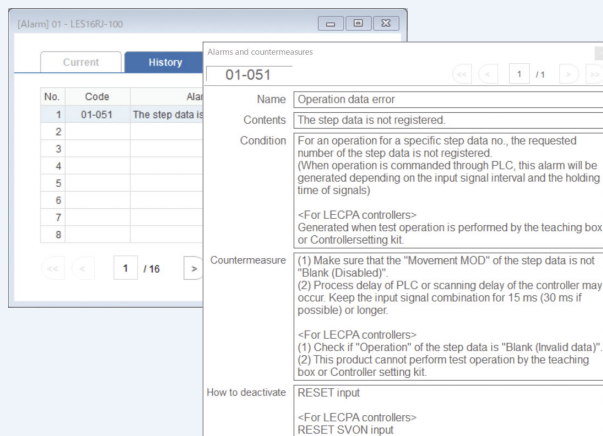 [Alarm] 01 - LES16RJ-100
Current
History
No.
Code
Alar
1
01-051
The step data is
2
3
4
5
6
7
8
<<
<
1
/ 16
>
Alarms and countermeasures
01-051
<<
<
1
/ 1
>
>>
Name
Operation data error
Contents
The step data is not registered.
Condition
For an operation for a specific step data no., the requested
number of the step data is not registered.
(When operation is commanded through PLC, this alarm will be
generated depending on the input signal interval and the holding
time of signals)
<For LECPA controllers>
Generated when test operation is performed by the teaching box
or Controllersetting kit.
Countermeasure
(1) Make sure that the "Movement MOD" of the step data is not
"Blank (Disabled)".
(2) Process delay of PLC or scanning delay of the controller may
occur. Keep the input signal combination for 15 ms (30 ms if
possible) or longer.
<For LECPA controllers>
(1) Check if "Operation" of the step data is "Blank (Invalid data)".
(2) This product cannot perform test operation by the teaching
box or Controller setting kit.
How to deactivate
RESET input
<For LECPA controllers>
RESET SVON input